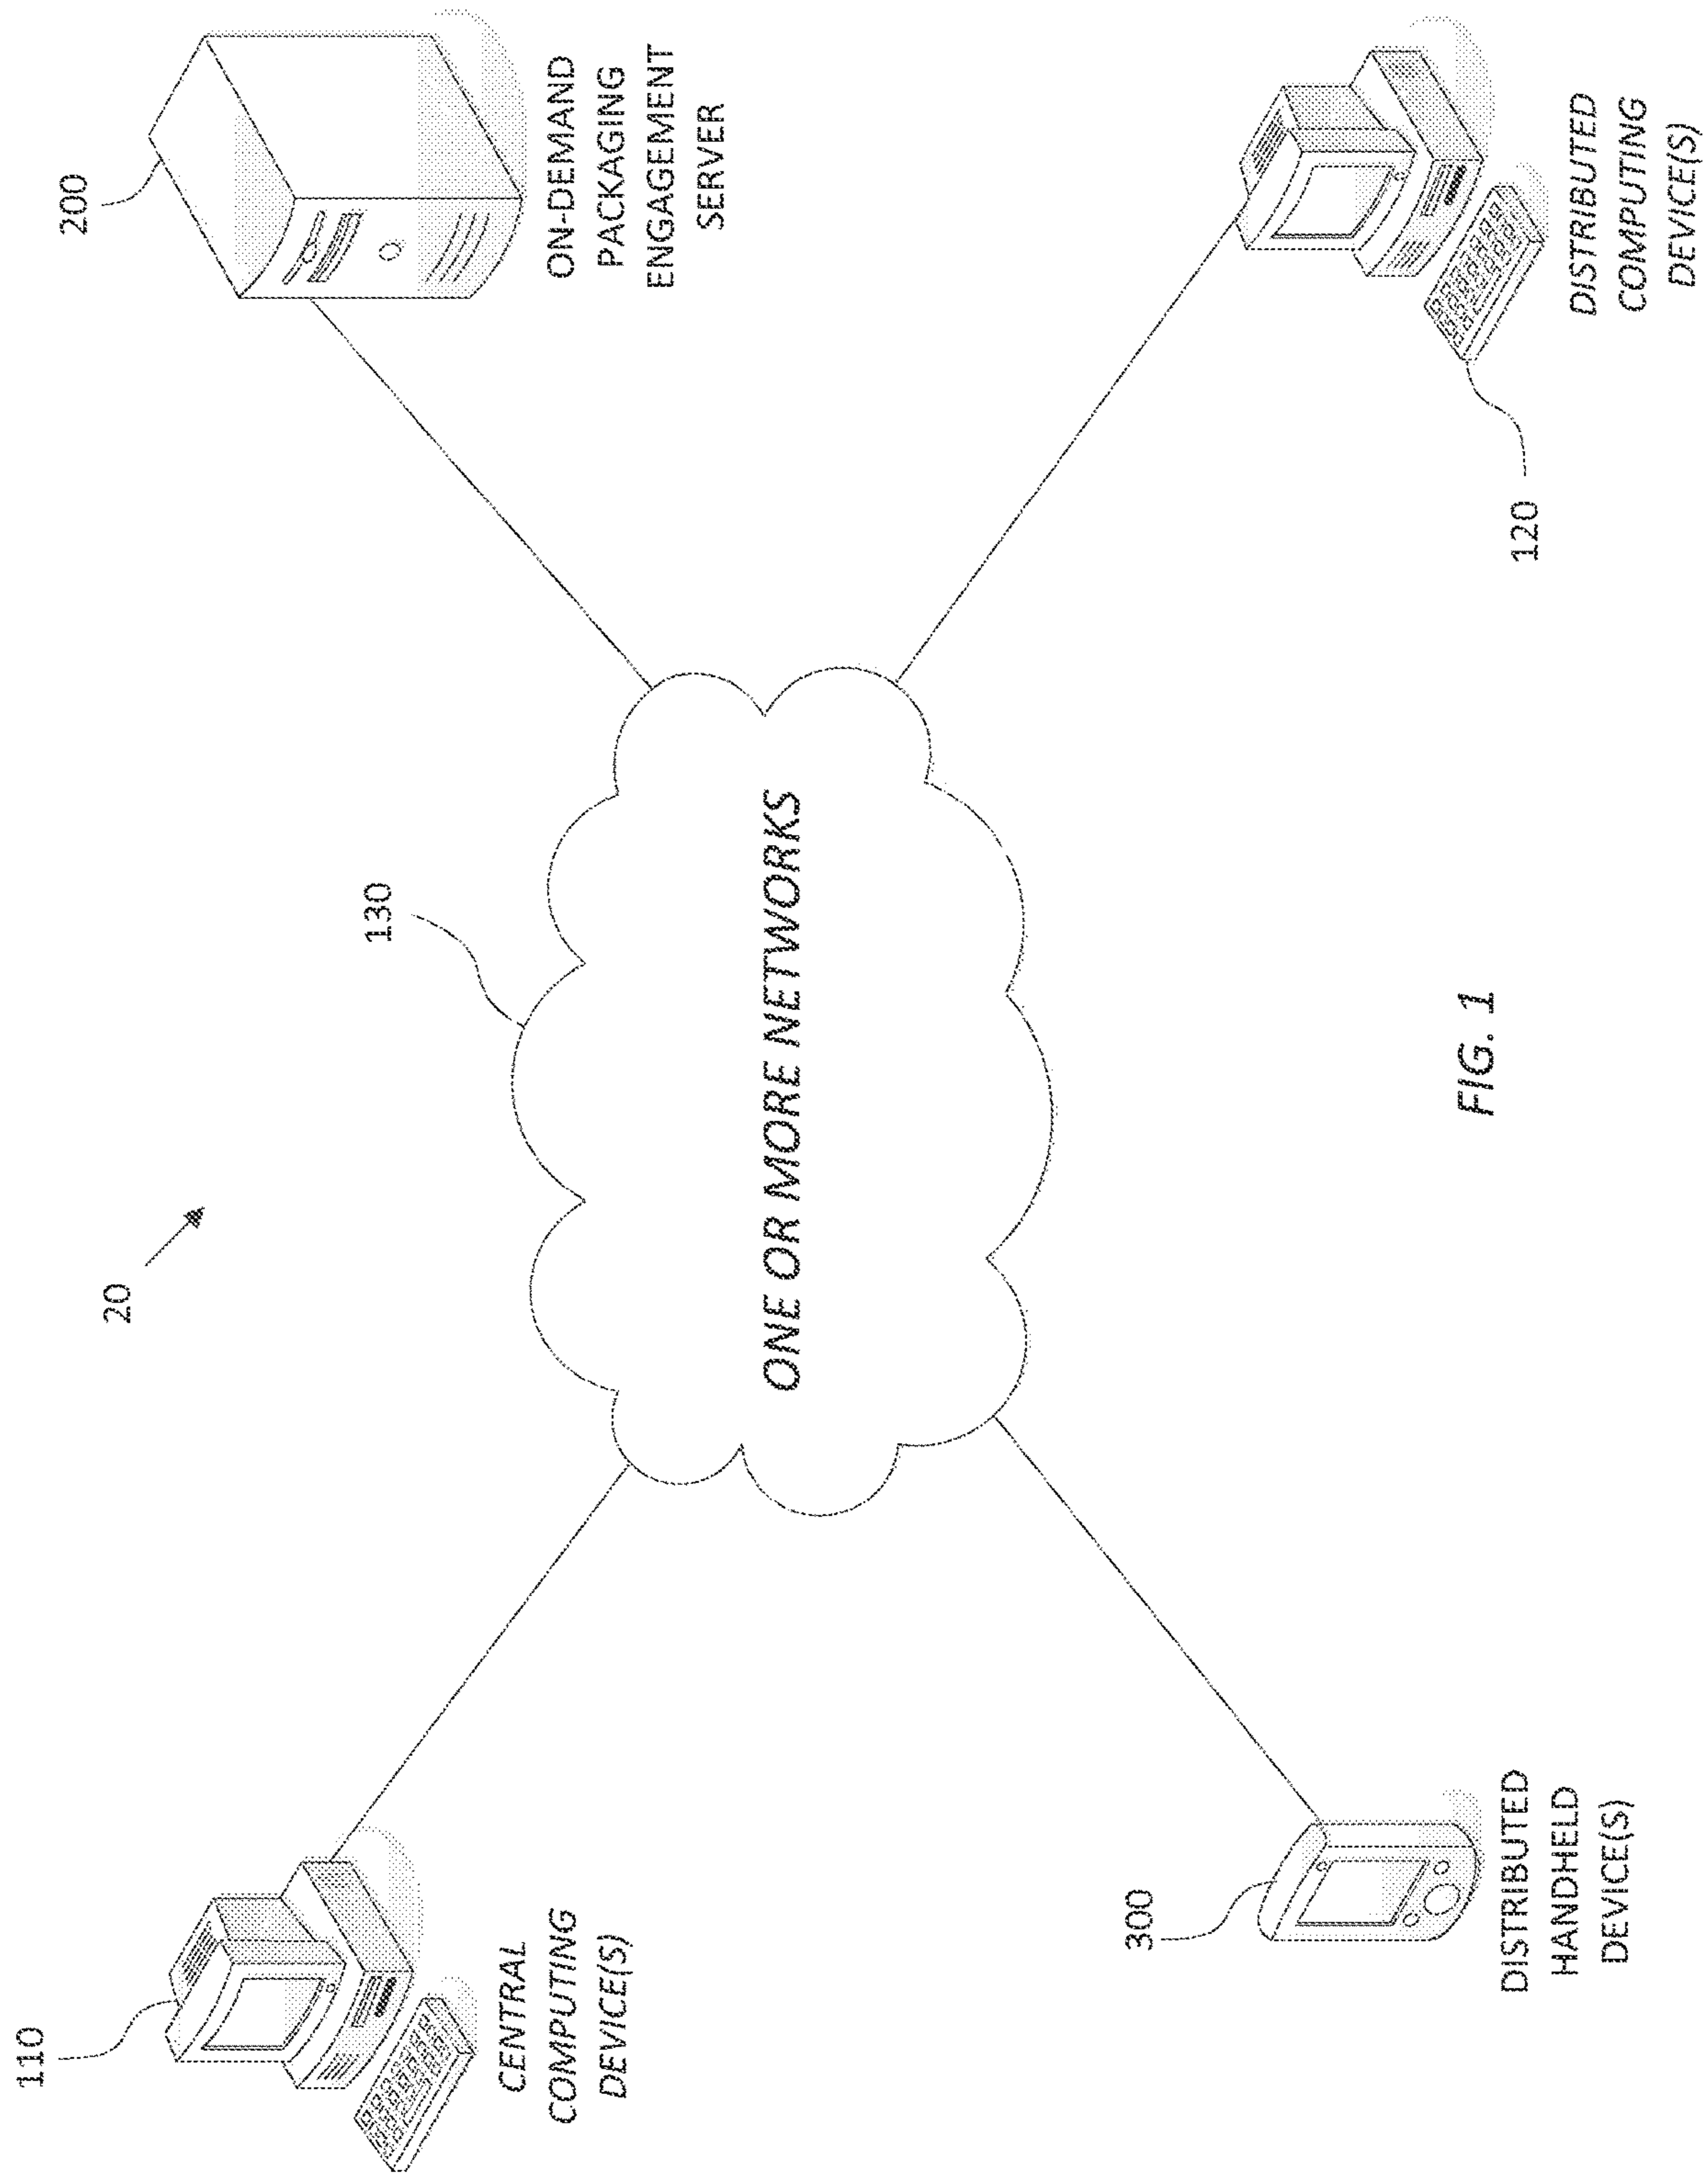 20
110
CENTRAL
COMPUTING
DEVICE(S)
200
ON-DEMAND
PACKAGING
ENGAGEMENT
SERVER
130
ONE OR MORE NETWORKS
300
DISTRIBUTED
HANDHELD
DEVICE(S)
120
DISTRIBUTED
COMPUTING
DEVICE(S)
FIG. 1